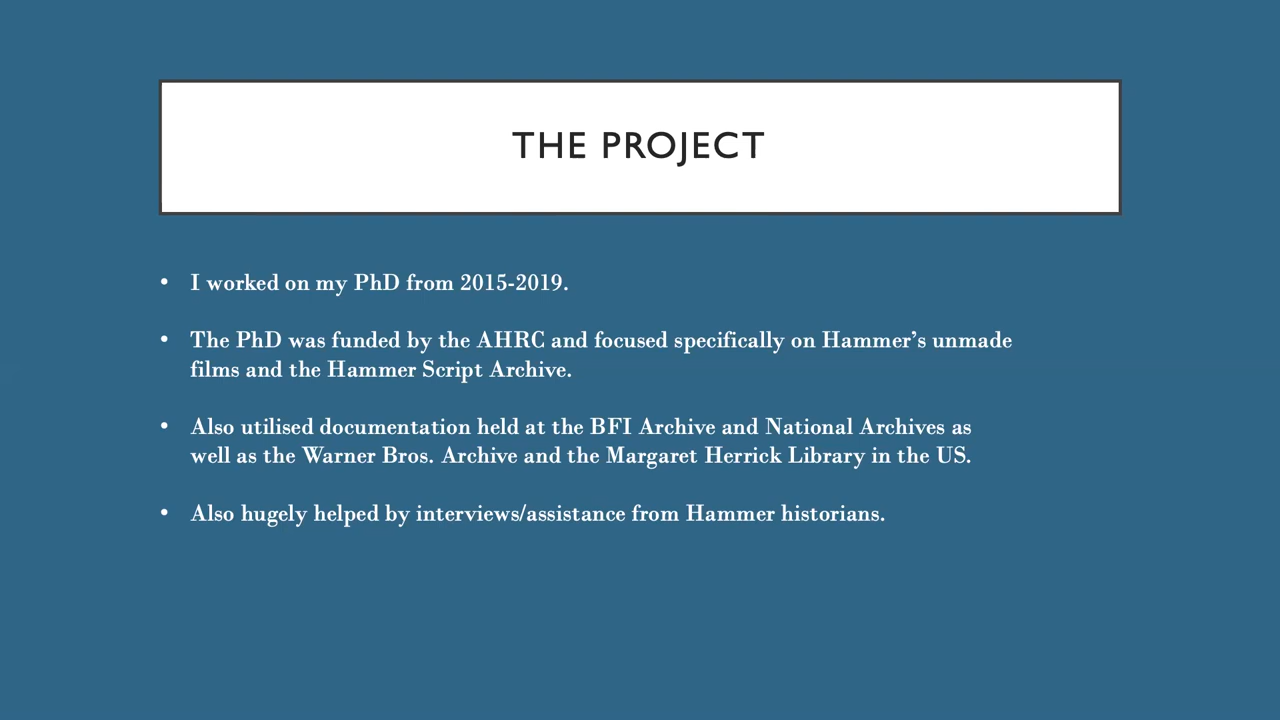 THE PROJECT
• I worked on my PhD from 2015-2019.
• The PhD was funded by the AHRC and focused specifically on Hammer’s unmade
films and the Hammer Script Archive.
• Also utilised documentation held at the BFI Archive and National Archives as
well as the Warner Bros. Archive and the Margaret Herrick Library in the US.
• Also hugely helped by interviews/assistance from Hammer historians.